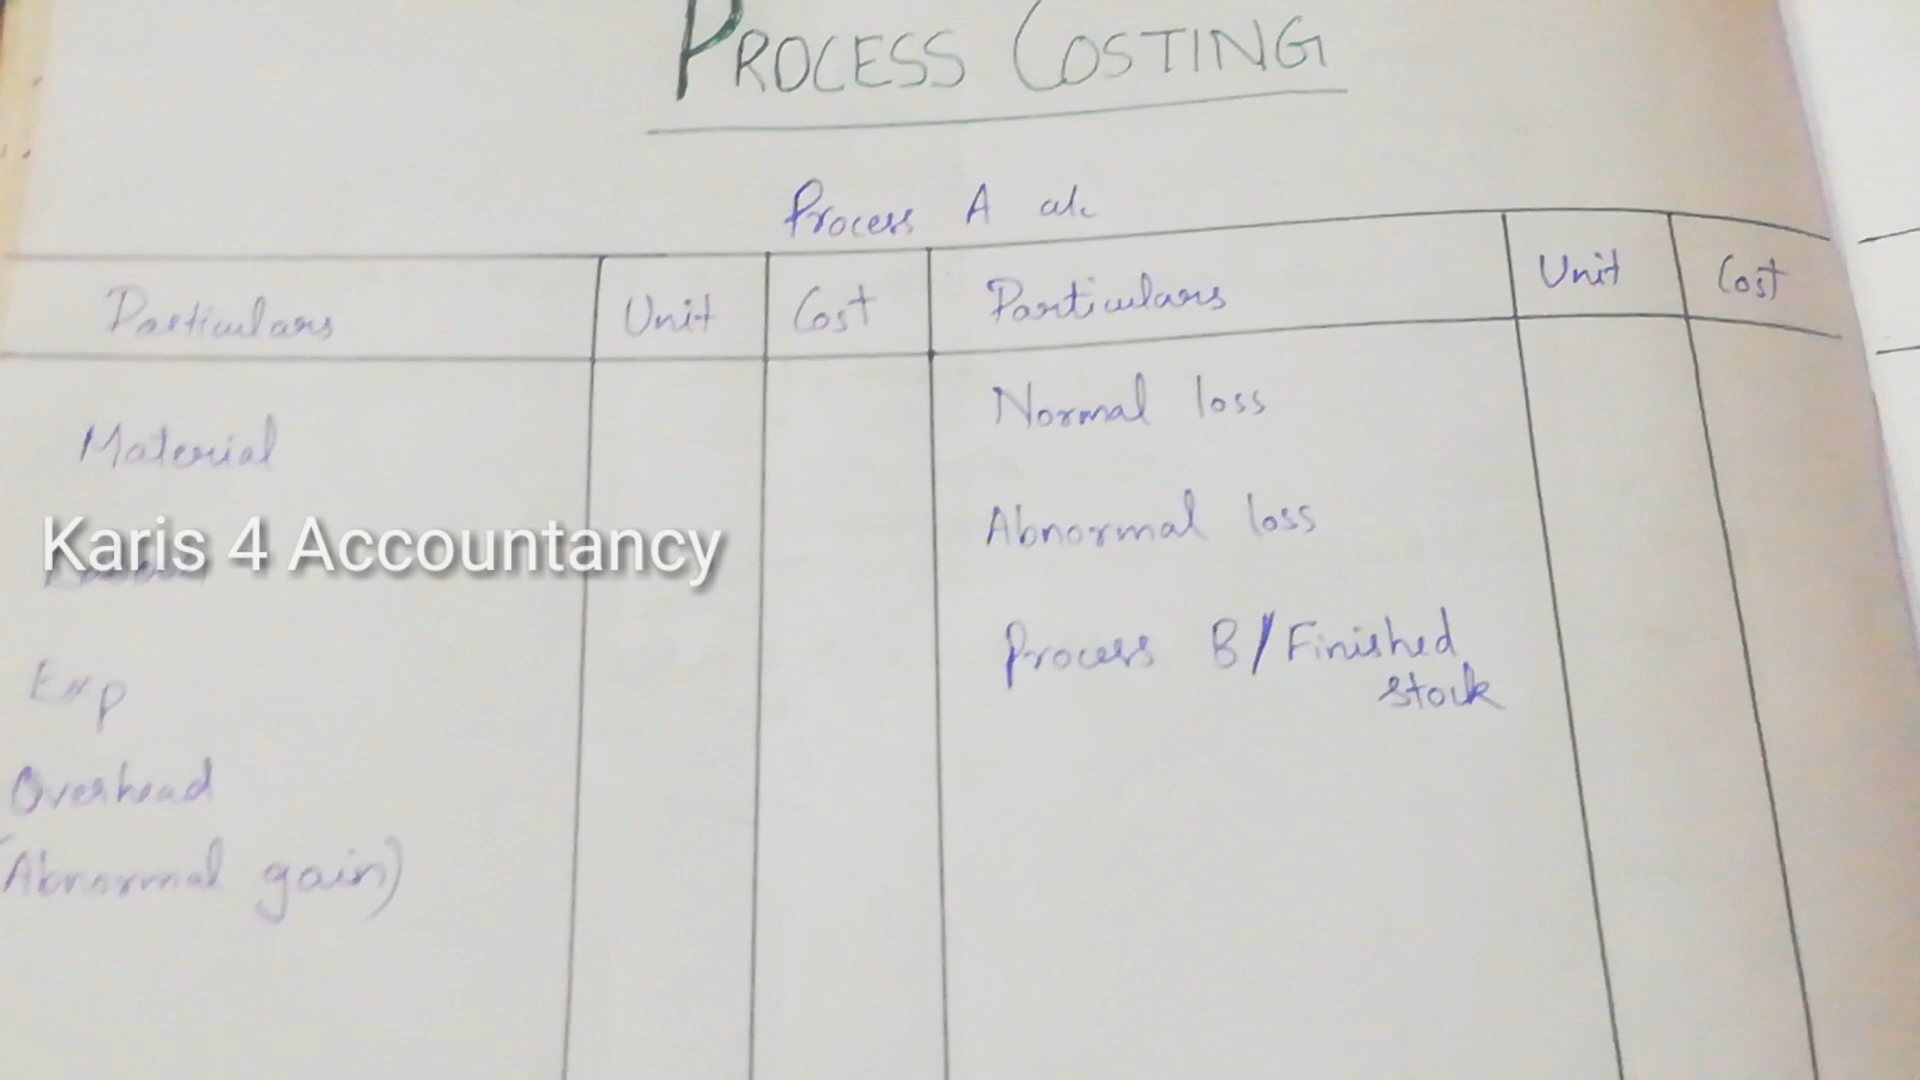 PROCESS COSTING
Process A a/c
Particulars Unit Cost Particulars Unit Cost
Material
Normal loss
Karis 4 Accountancy
Abnormal loss
Exp
Process B/Finished
stock
Overhead
(Abnormal gain)